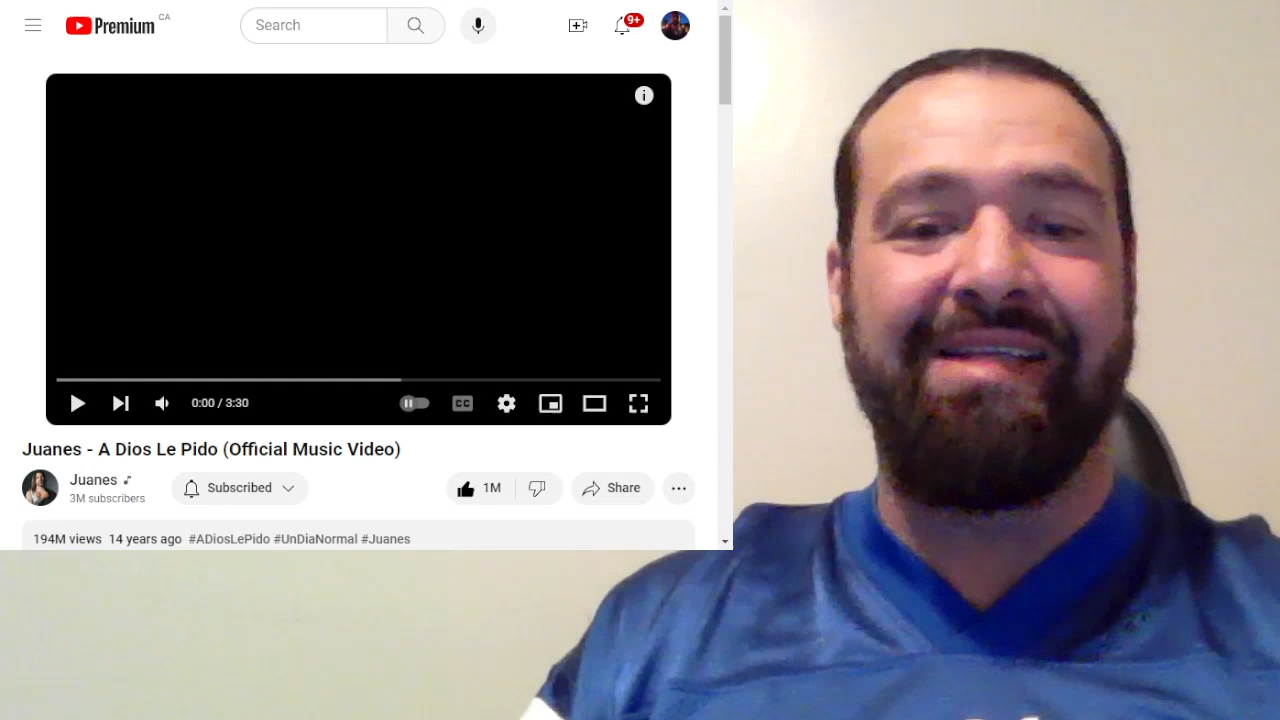 Premium CA
Search
9+
i
0:00 / 3:30
CC
Juanes - A Dios Le Pido (Official Music Video)
Juanes
3M subscribers
Subscribed
1M
Share
194M views 14 years ago #ADiosLePido #UnDiaNormal #Juanes